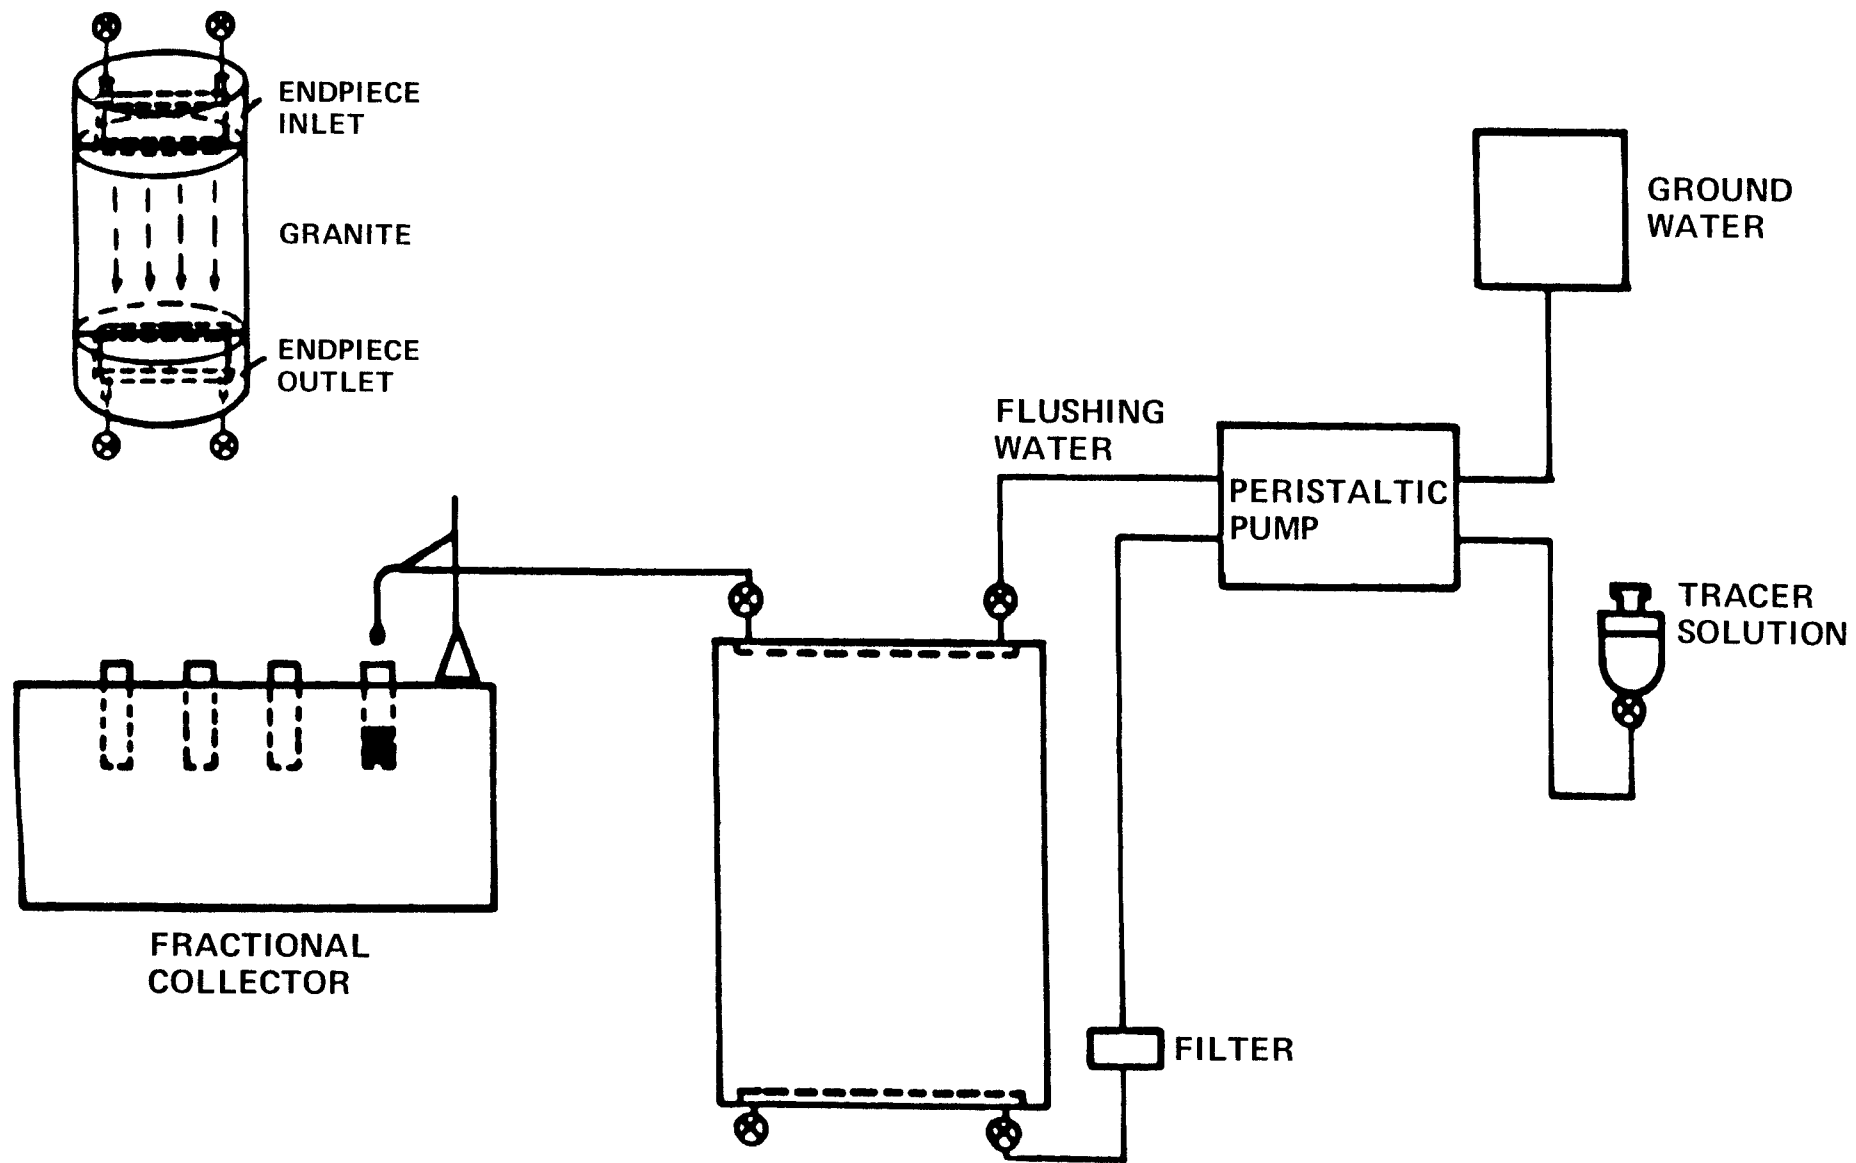 ENDPIECE
INLET
GRANITE
ENDPIECE
OUTLET
GROUND
WATER
FLUSHING
WATER
PERISTALTIC
PUMP
TRACER
SOLUTION
FRACTIONAL
COLLECTOR
FILTER